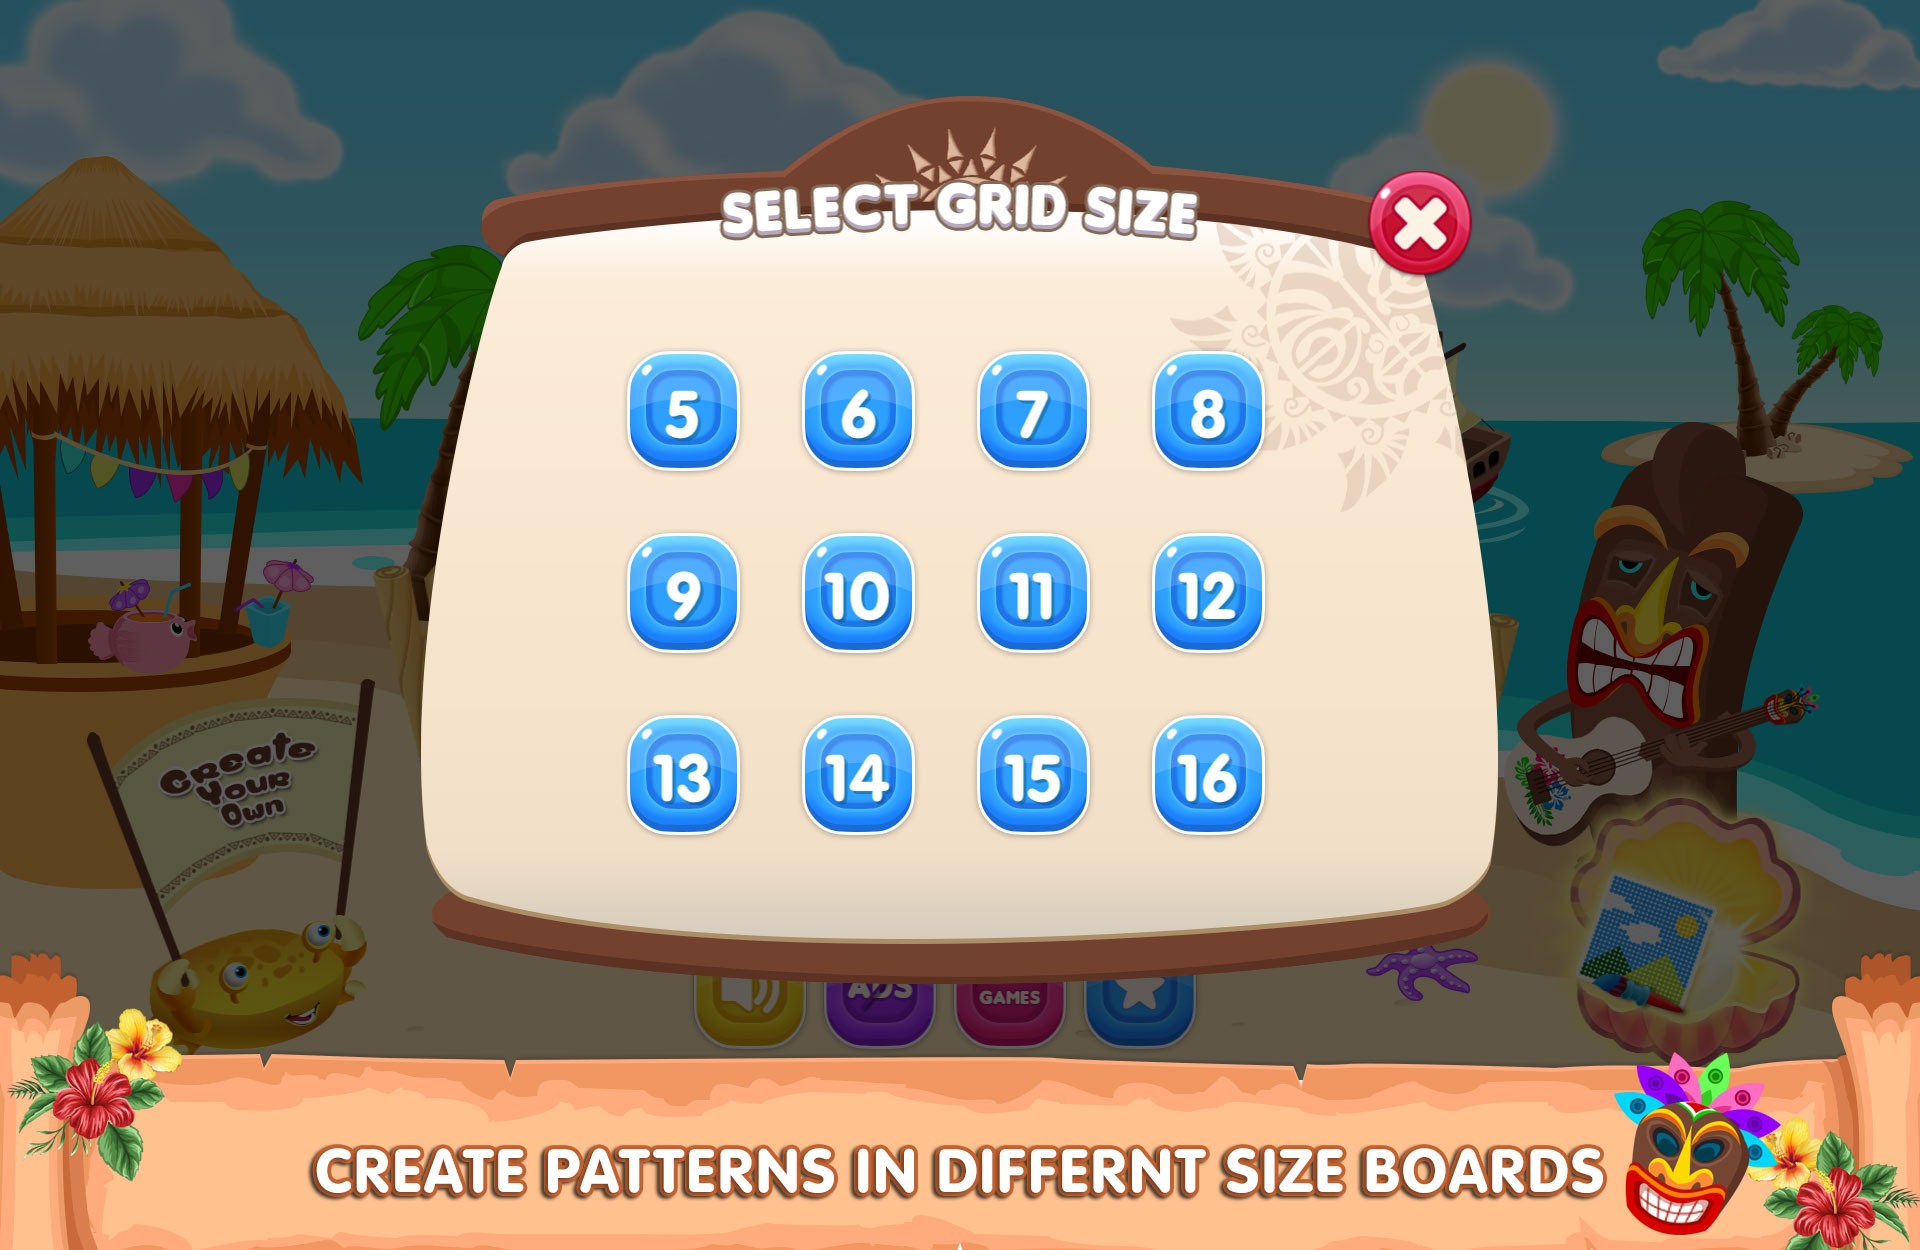 SELECT GRID SIZE
5 6 7 8
9 10 11 12
13 14 15 16
Create
Your
Own
ADS
GAMES
CREATE PATTERNS IN DIFFERNT SIZE BOARDS